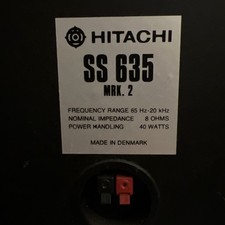 HITACHI
SS 635
MRK. 2
FREQUENCY RANGE 65 Hz-20 kHz
NOMINAL IMPEDANCE 8 OHMS
POWER HANDLING 40 WATTS
MADE IN DENMARK